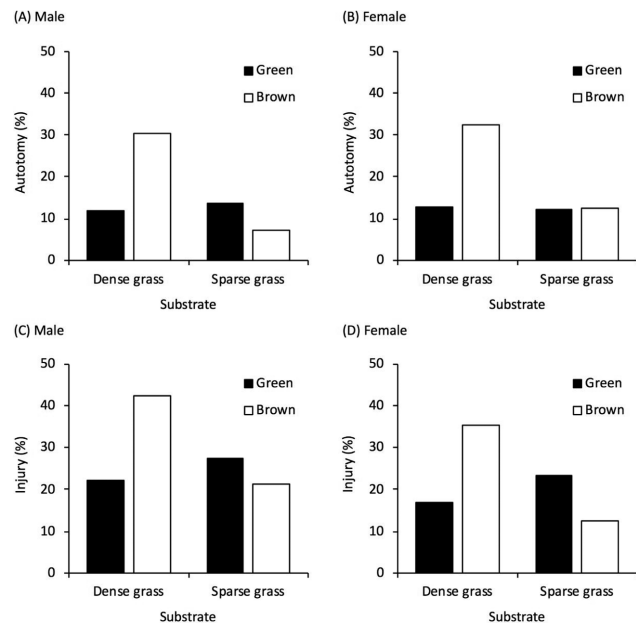 (A) Male
50
40
30
20
10
0
Autotomy (%)
Green
Brown
Dense grass Sparse grass
Substrate
(B) Female
50
40
30
20
10
0
Autotomy (%)
Green
Brown
Dense grass Sparse grass
Substrate
(C) Male
50
40
30
20
10
0
Injury (%)
Green
Brown
Dense grass Sparse grass
Substrate
(D) Female
50
40
30
20
10
0
Injury (%)
Green
Brown
Dense grass Sparse grass
Substrate